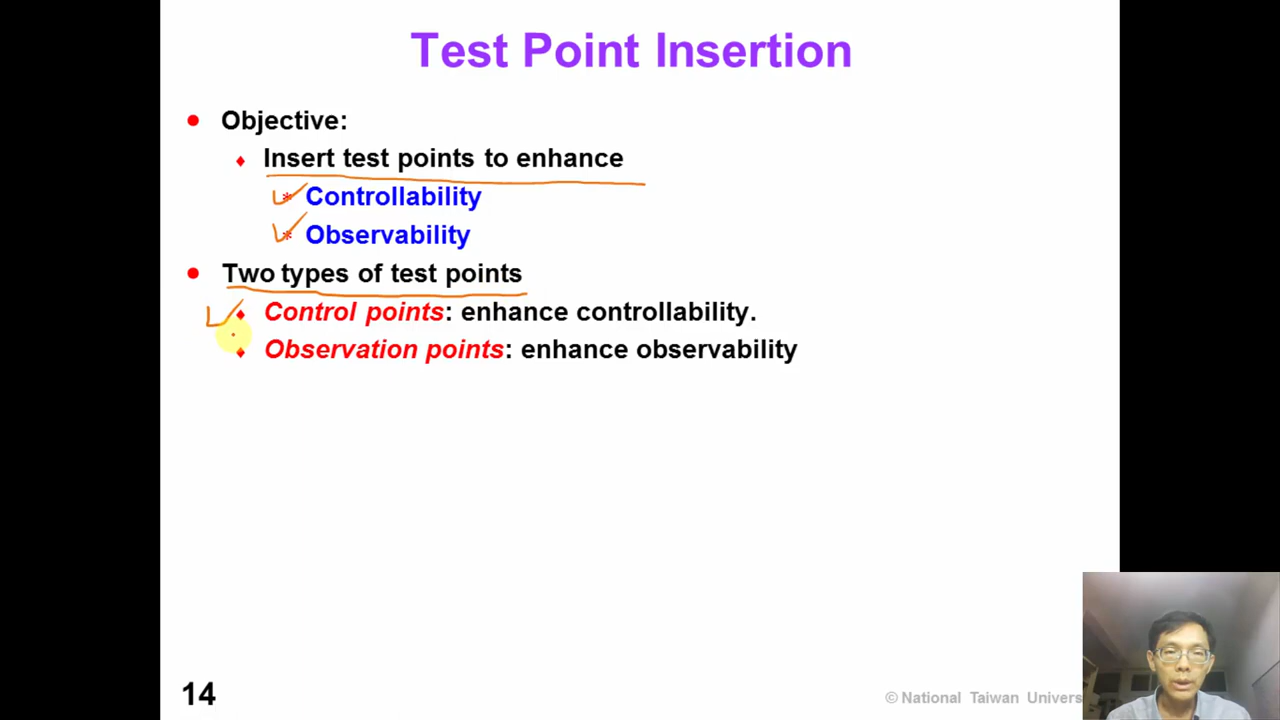 Test Point Insertion
Objective:
Insert test points to enhance
Controllability
Observability
Two types of test points
Control points: enhance controllability.
Observation points: enhance observability
14
© National Taiwan Univers